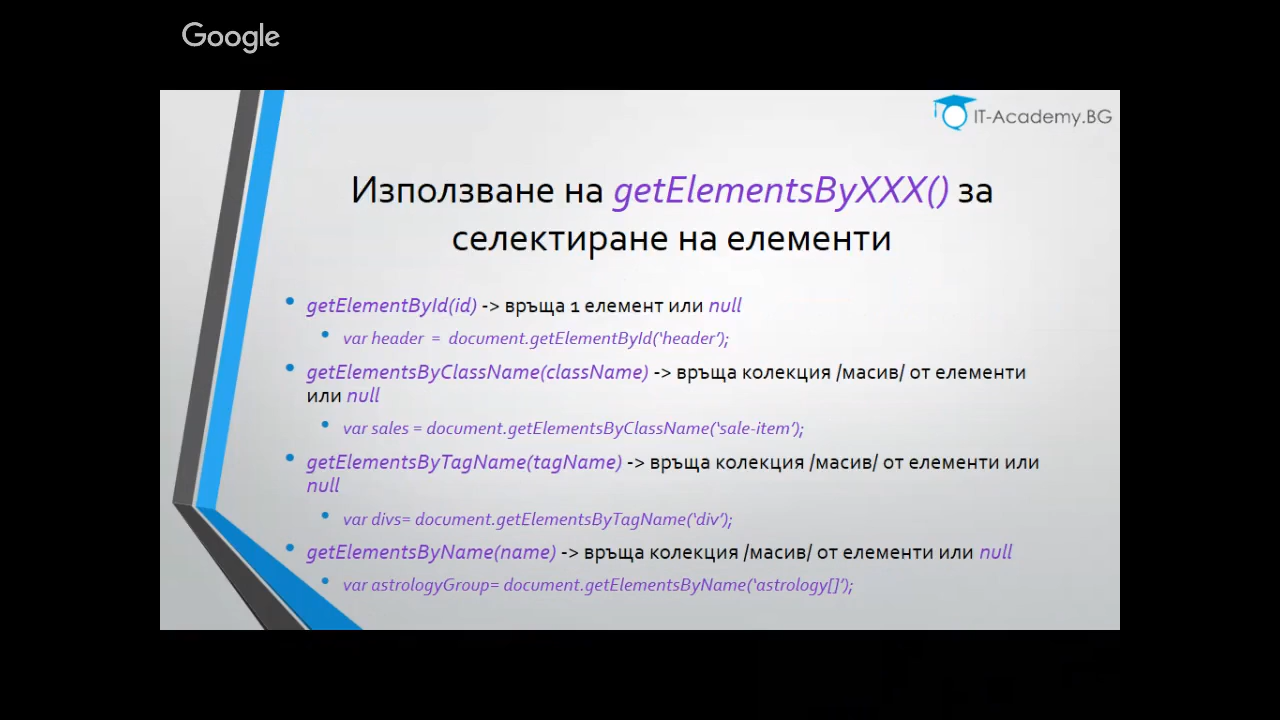 Google
IT-Academy.BG
Използване на getElementsByXXX() за
селектиране на елементи
getElementById(id) -> връща 1 елемент или null
var header = document.getElementById('header');
getElementsByClassName(className) -> връща колекция /масив/ от елементи
или null
var sales = document.getElementsByClassName('sale-item');
getElementsByTagName(tagName) -> връща колекция /масив/ от елементи или
null
var divs= document.getElementsByTagName('div');
getElementsByName(name) -> връща колекция /масив/ от елементи или null
var astrologyGroup= document.getElementsByName('astrology[]');